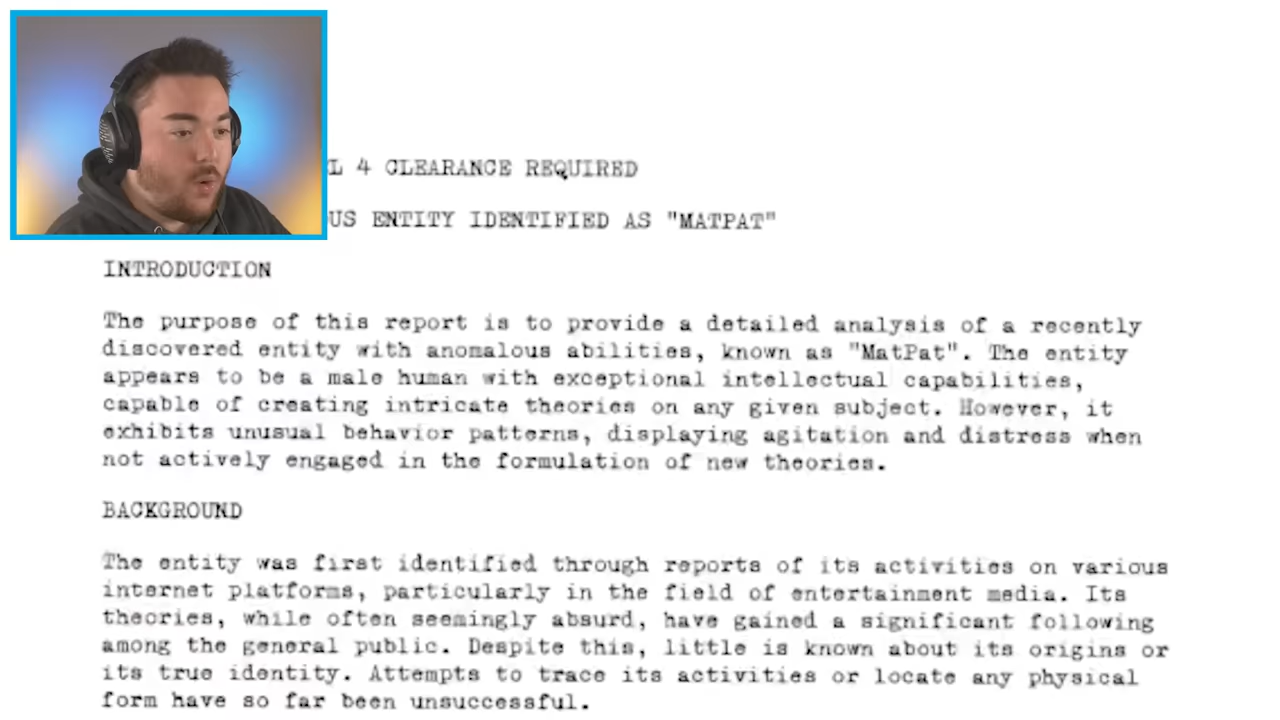 4 CLEARANCE REQUIRED
ENTITY IDENTIFIED AS "MATPAT"
INTRODUCTION
The purpose of this report is to provide a detailed analysis of a recently
discovered entity with anomalous abilities, known as "MatPat". The entity
appears to be a male human with exceptional intellectual capabilities,
capable of creating intricate theories on any given subject. However, it
exhibits unusual behavior patterns, displaying agitation and distress when
not actively engaged in the formulation of new theories.
BACKGROUND
The entity was first identified through reports of its activities on various
internet platforms, particularly in the field of entertainment media. Its
theories, while often seemingly absurd, have gained a significant following
among the general public. Despite this, little is known about its origins or
its true identity. Attempts to trace its activities or locate any physical
form have so far been unsuccessful.